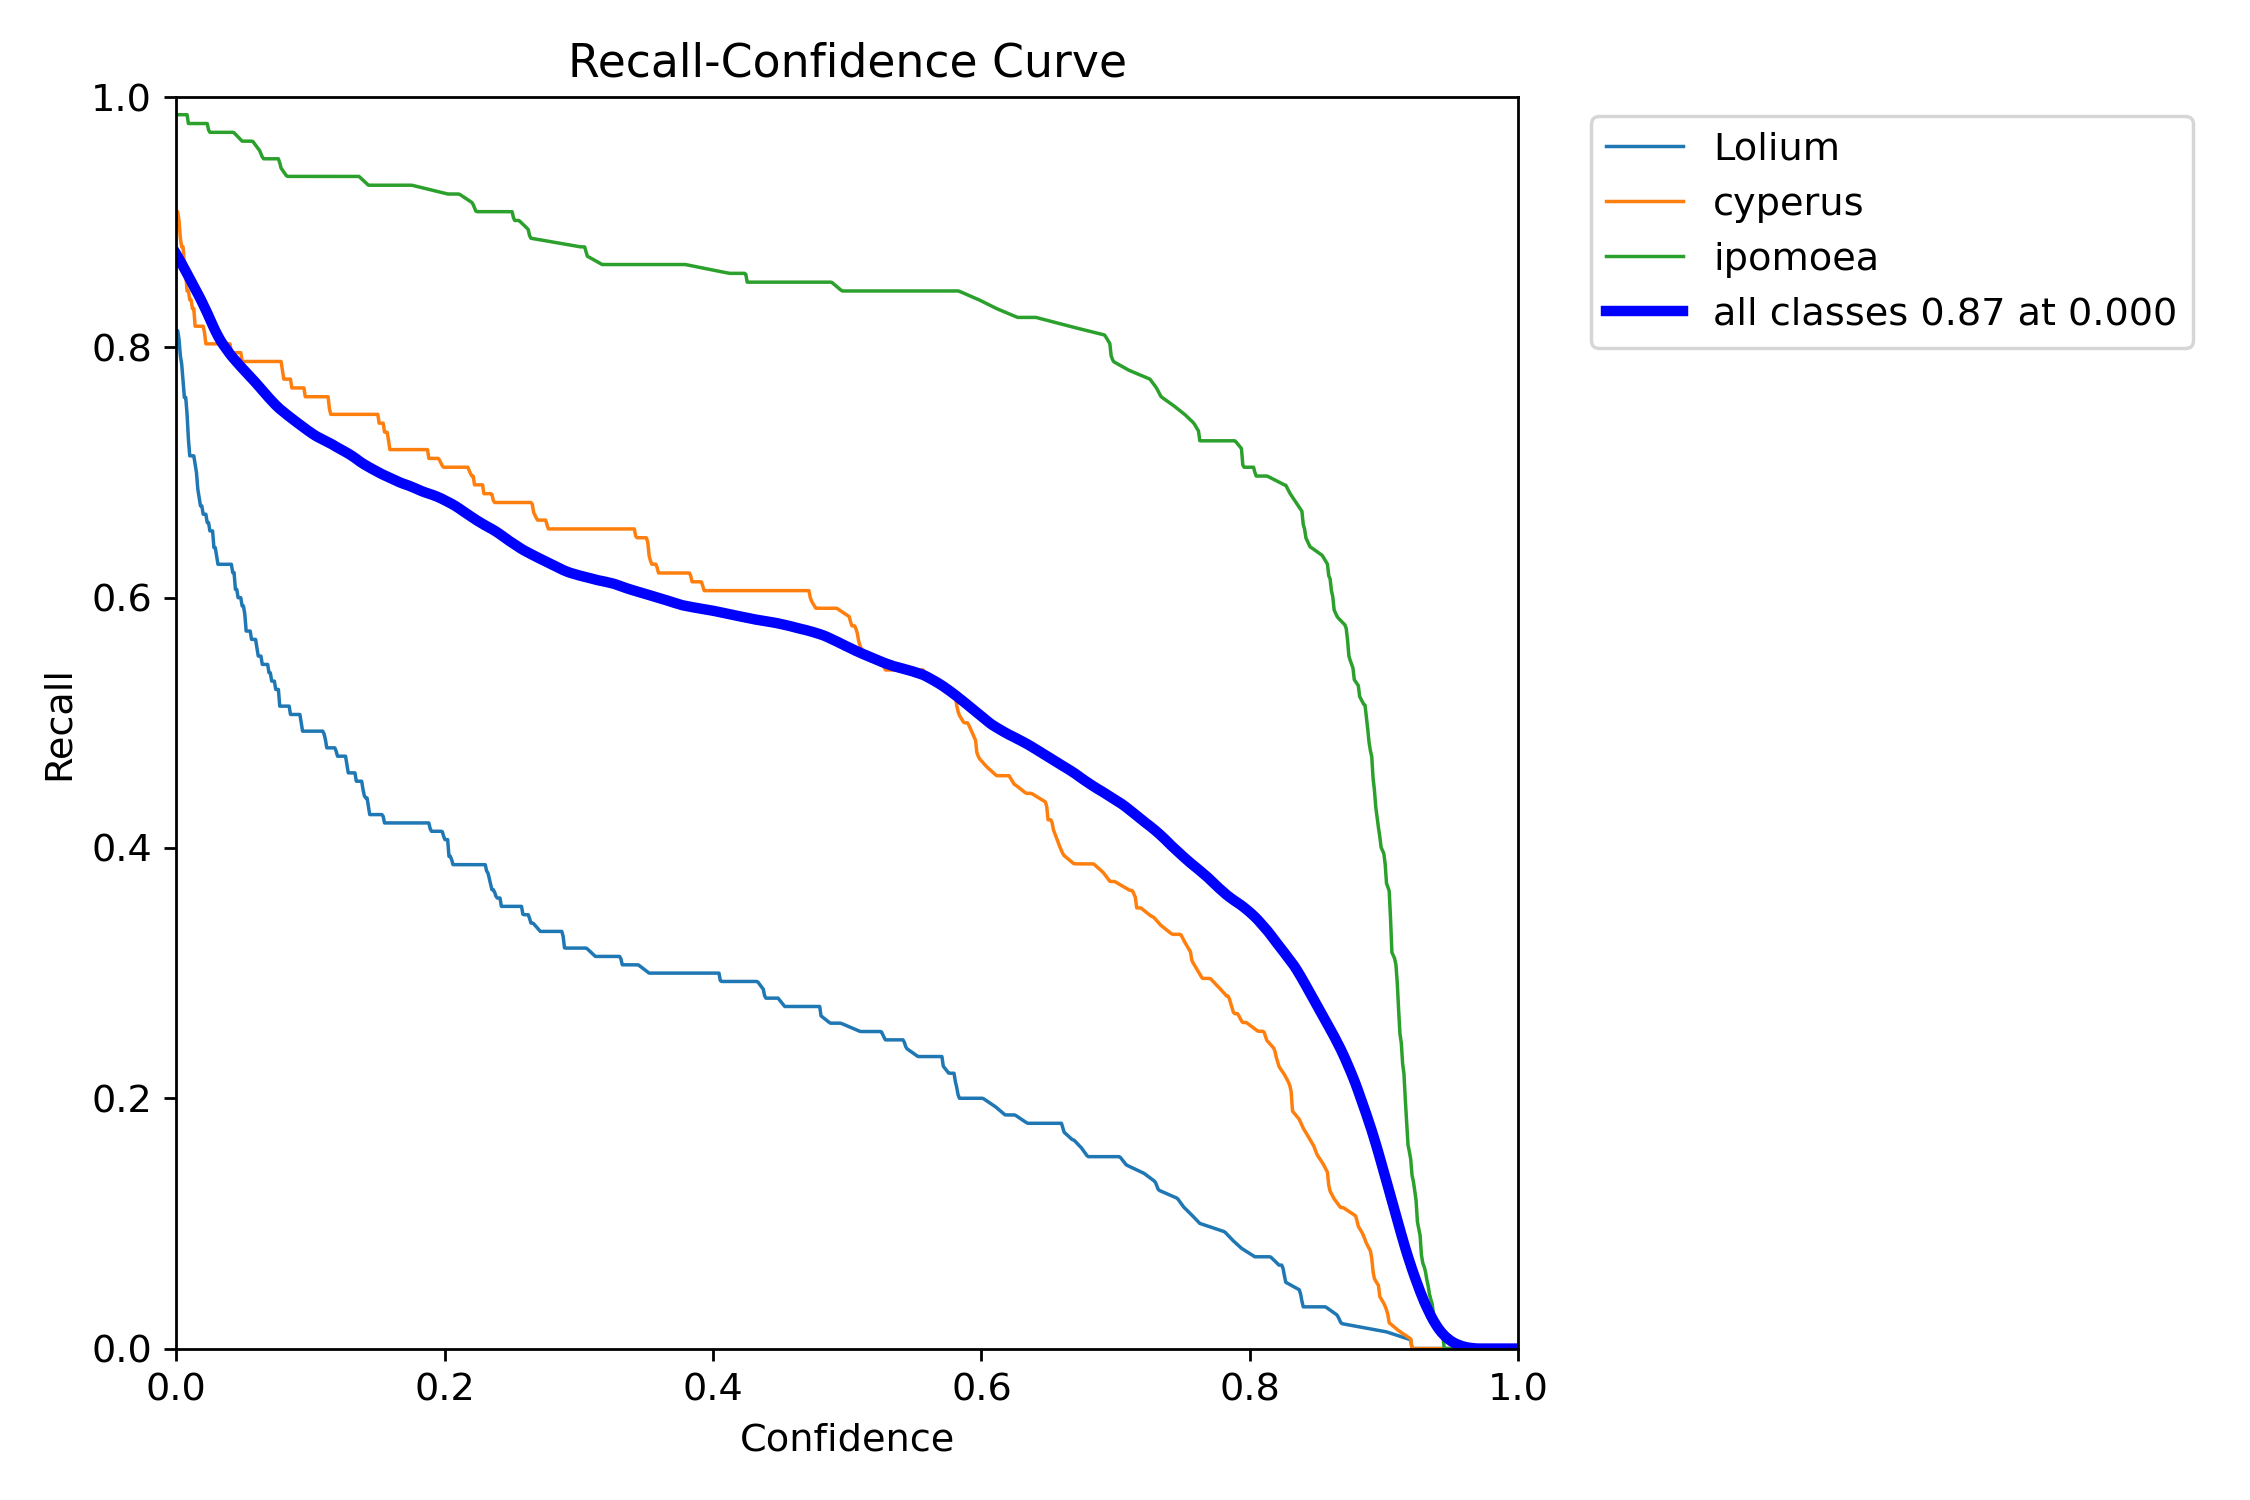 Recall-Confidence Curve
1.0
0.8
0.6
0.4
0.2
0.0
Recall
0.0 0.2 0.4 0.6 0.8 1.0
Confidence
Lolium
cyperus
ipomoea
all classes 0.87 at 0.000